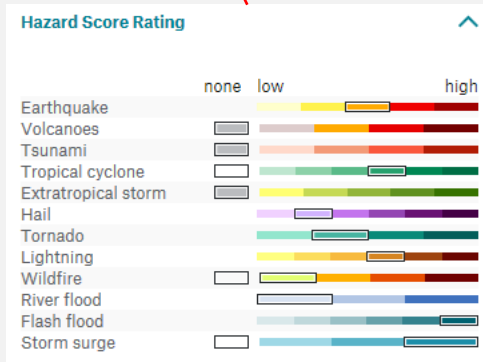 Hazard Score Rating
none low high
Earthquake
Volcanoes
Tsunami
Tropical cyclone
Extratropical storm
Hail
Tornado
Lightning
Wildfire
River flood
Flash flood
Storm surge